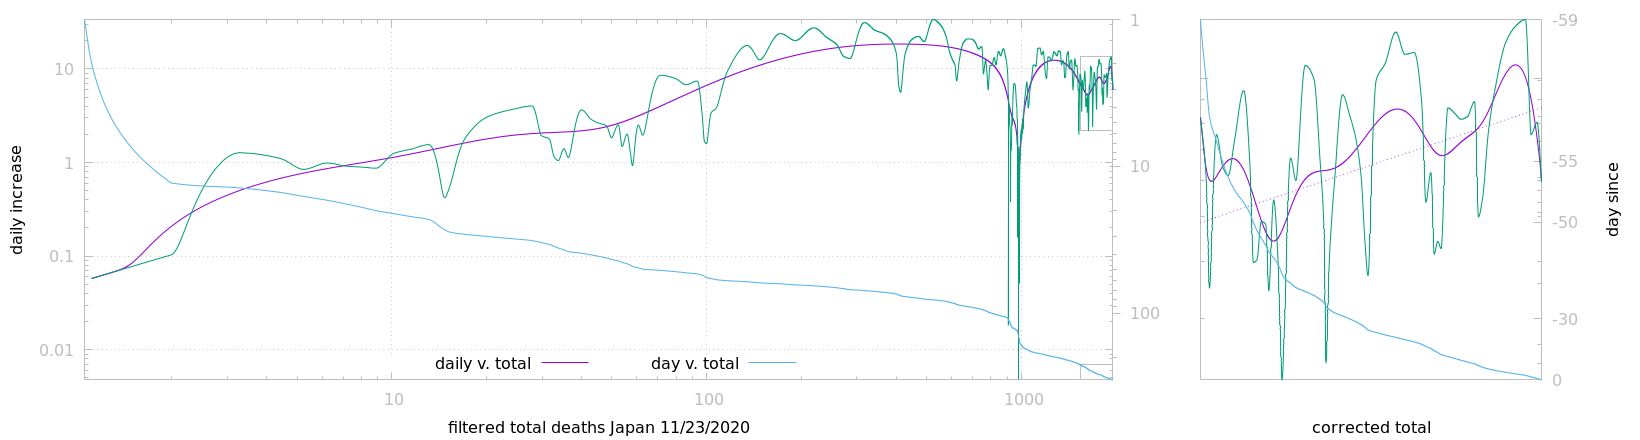 daily increase
10
1
0.1
0.01
daily v. total
day v. total
10
100
1000
1
10
100
filtered total deaths Japan 11/23/2020
-59
-55
-50
-30
0
day since
corrected total